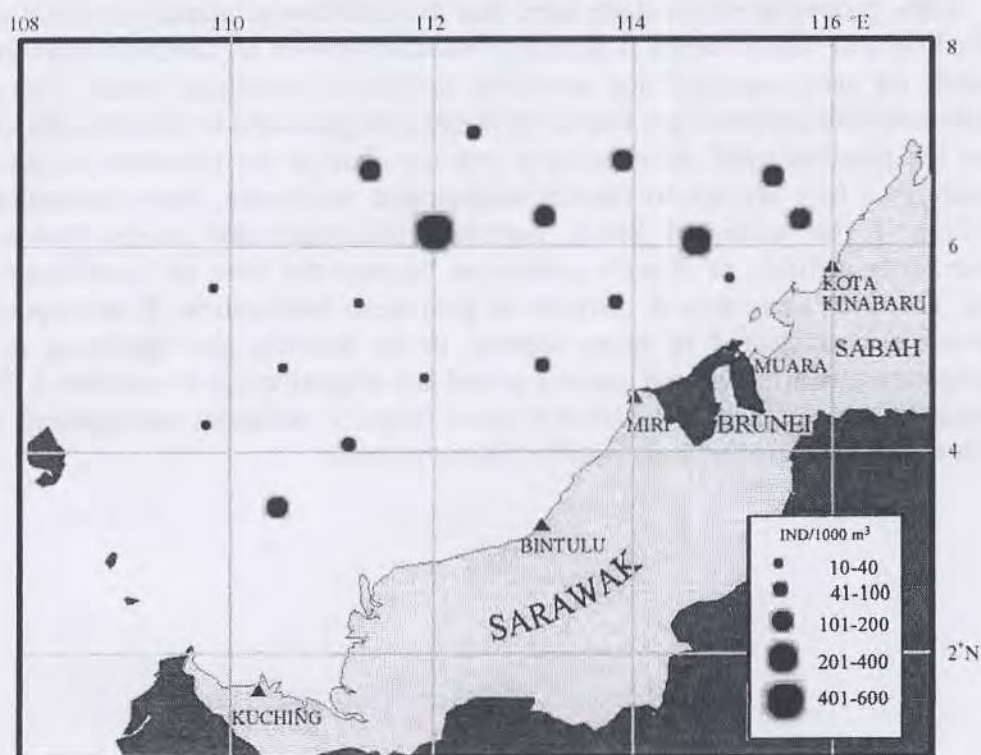 108 110 112 114 116 °E
8
6
KOTA
KINABARU
SABAH
MUARA
MIRI
BRUNEI
4
BINTULU
SARAWAK
IND/1000 m³
10-40
41-100
101-200
201-400
401-600
2°N
KUCHING